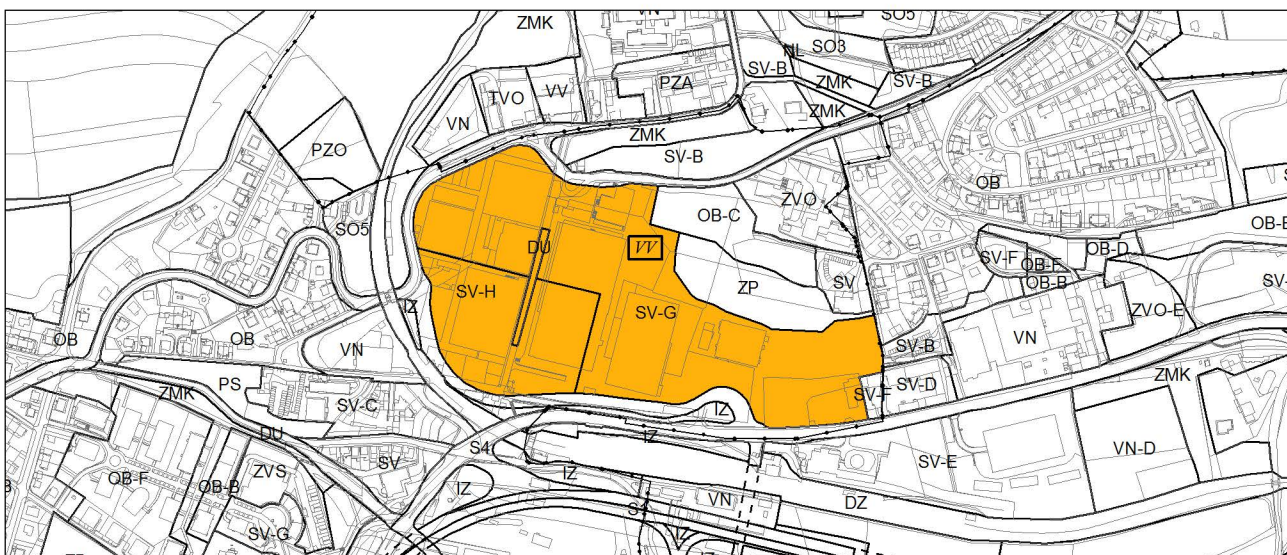 ZMK
VN
SO5
SO3
NL
SV-B
ZMK
SV-B
PZA
TVO
VV
VN
ZMK
ZMK
SV-B
PZO
SO5
OB
ZVO
OB-C
OB-E
DU
VV
SV-F
OB-E
OB-D
OB-B
ZP
SV
SV-H
SV-G
IZ
ZVO-E
OB
OB
VN
SV-B
VN
PS
ZMK
SV-C
SV-F
SV-D
ZMK
IZ
DU
S4
IZ
SV-E
VN-D
OB-F
OB-B
ZVS
SV
IZ
IZ
VN
DZ
SV-G
IZ